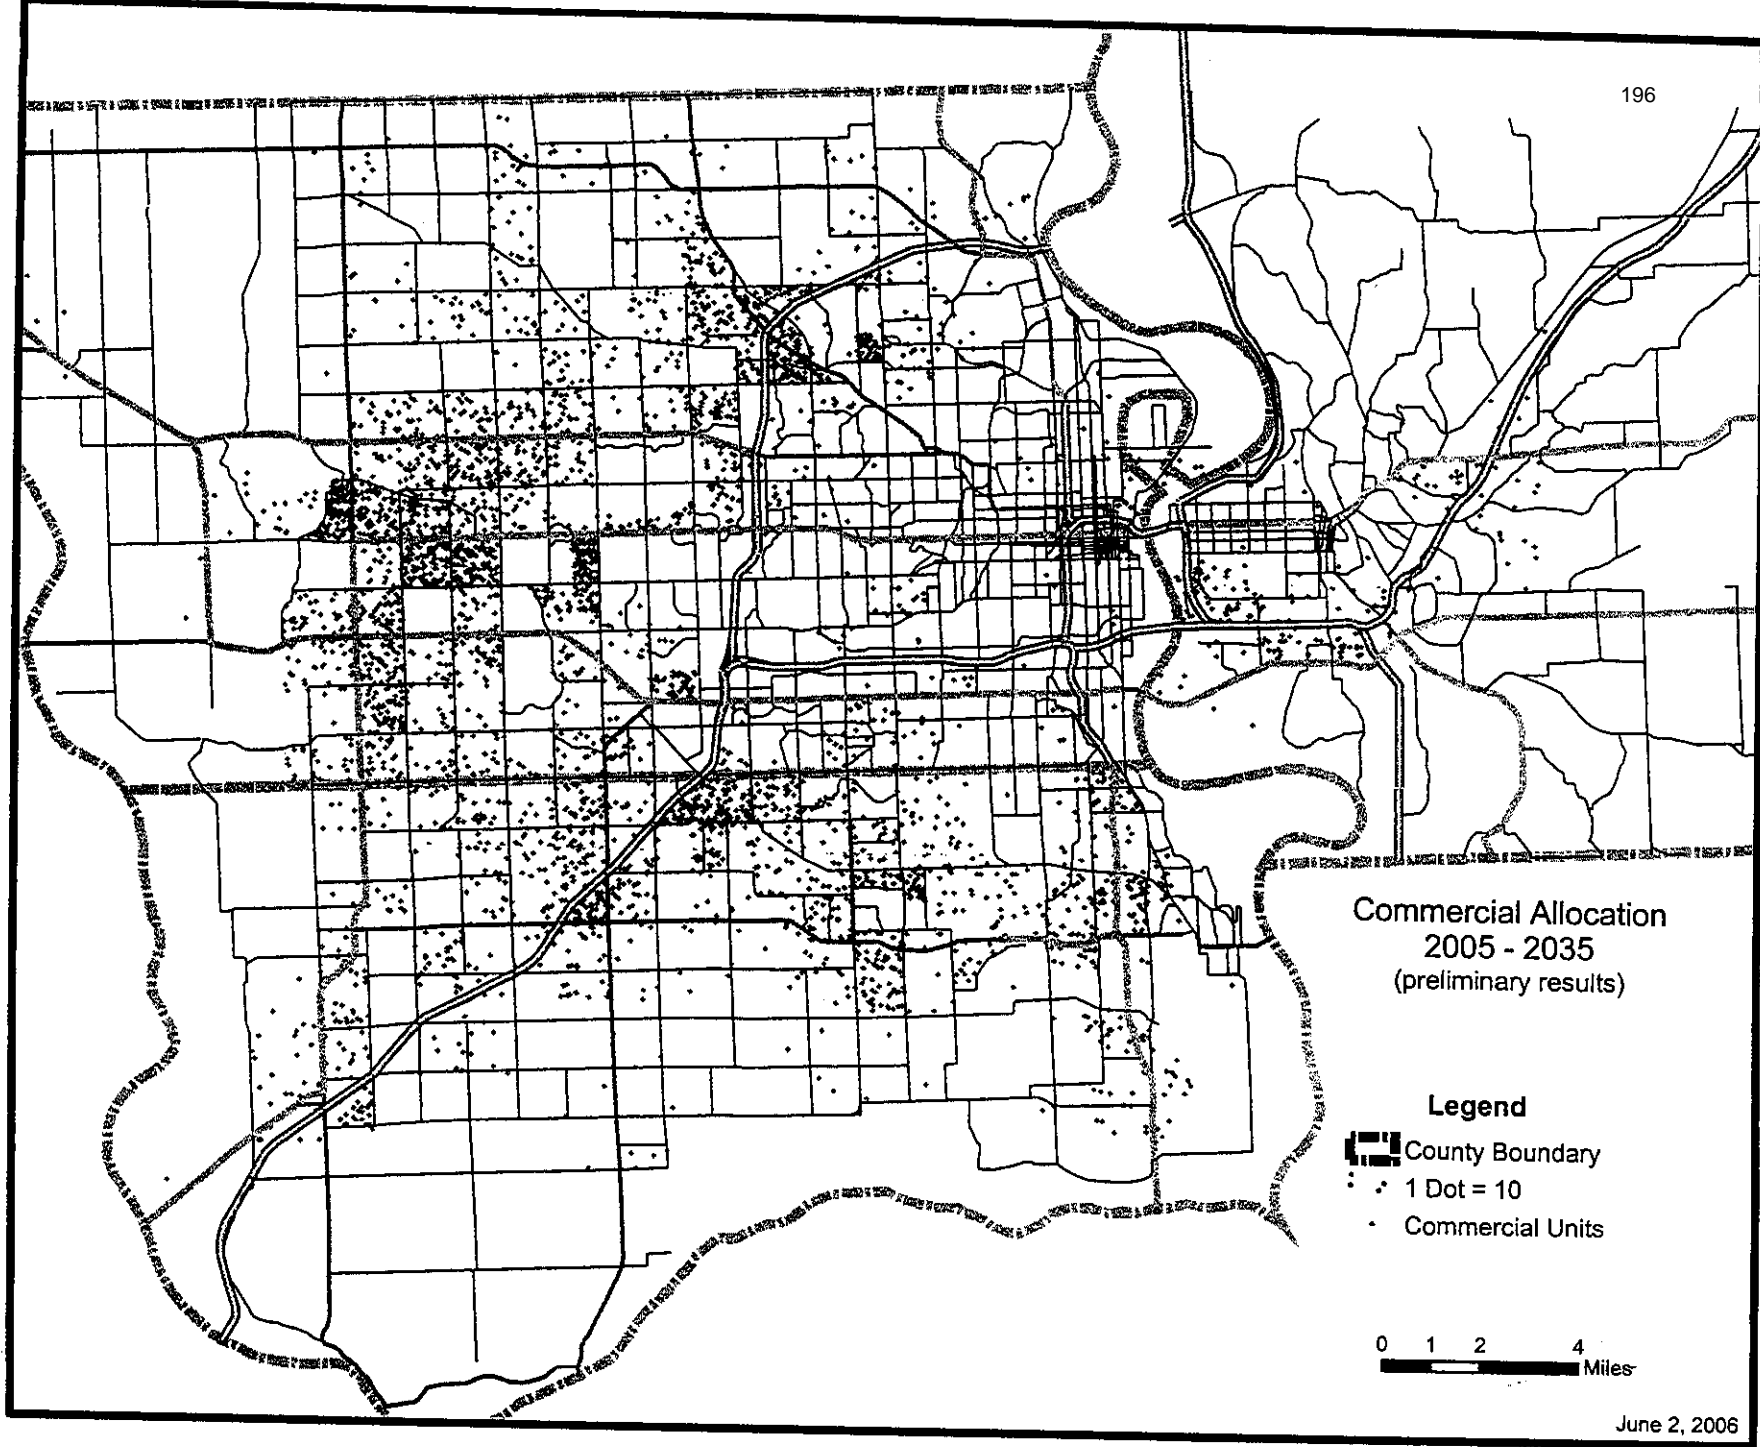 196
Commercial Allocation
2005 - 2035
(preliminary results)
Legend
County Boundary
1 Dot = 10
Commercial Units
0 1 2 4
Miles
June 2, 2006